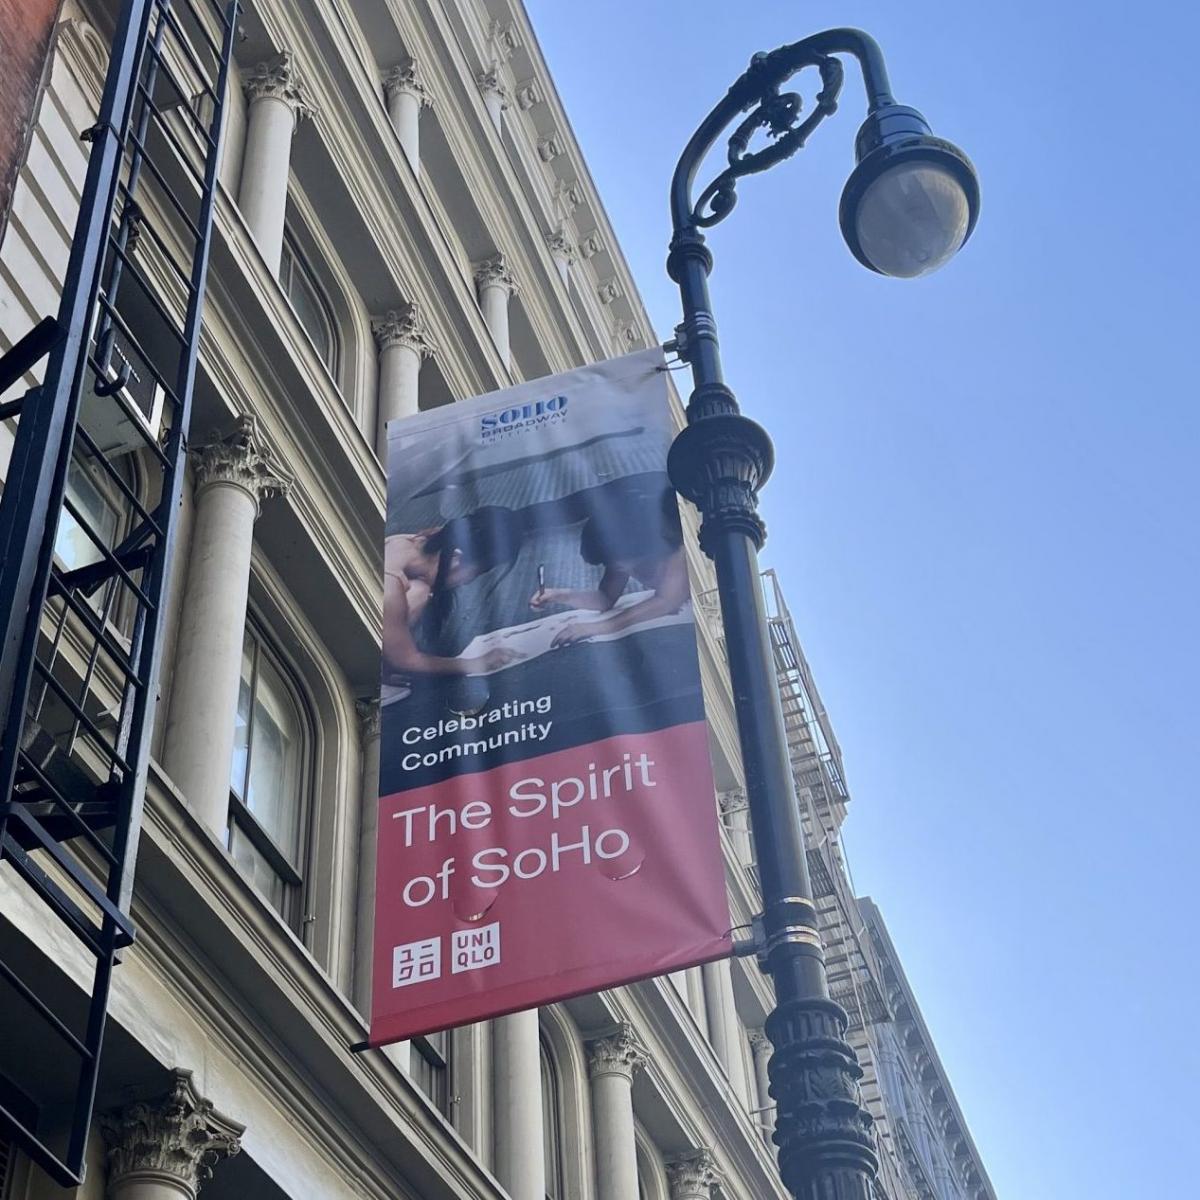 SOHO
BROADWAY
INITIATIVE
Celebrating
Community
The Spirit
of SoHo
ユニ
クロ
UNI
QLO